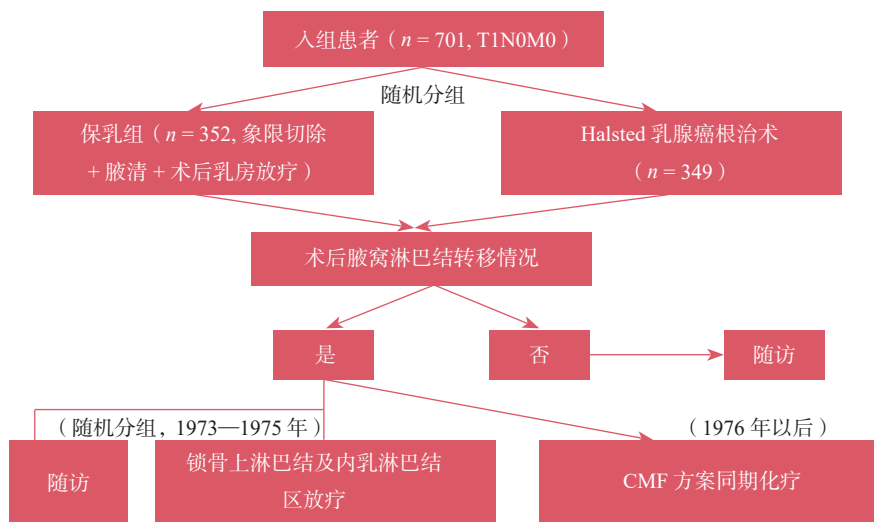 入组患者（n = 701, T1N0M0）
随机分组
保乳组（n = 352, 象限切除
+ 腋清 + 术后乳房放疗）
Halsted 乳腺癌根治术
（n = 349）
术后腋窝淋巴结转移情况
是
否
随访
（随机分组，1973—1975 年）
（1976 年以后）
随访
锁骨上淋巴结及内乳淋巴结
区放疗
CMF 方案同期化疗